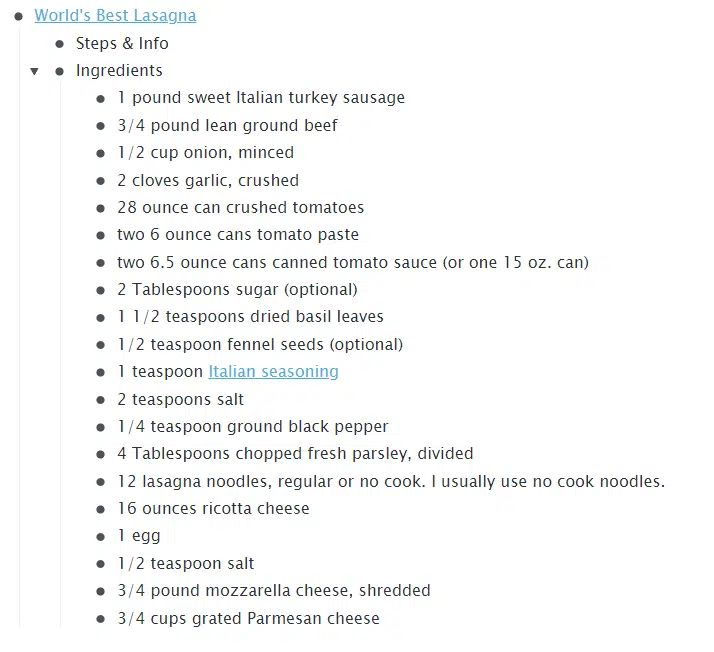 World's Best Lasagna
Steps & Info
Ingredients
1 pound sweet Italian turkey sausage
3/4 pound lean ground beef
1/2 cup onion, minced
2 cloves garlic, crushed
28 ounce can crushed tomatoes
two 6 ounce cans tomato paste
two 6.5 ounce cans canned tomato sauce (or one 15 oz. can)
2 Tablespoons sugar (optional)
1 1/2 teaspoons dried basil leaves
1/2 teaspoon fennel seeds (optional)
1 teaspoon Italian seasoning
2 teaspoons salt
1/4 teaspoon ground black pepper
4 Tablespoons chopped fresh parsley, divided
12 lasagna noodles, regular or no cook. I usually use no cook noodles.
16 ounces ricotta cheese
1 egg
1/2 teaspoon salt
3/4 pound mozzarella cheese, shredded
3/4 cups grated Parmesan cheese